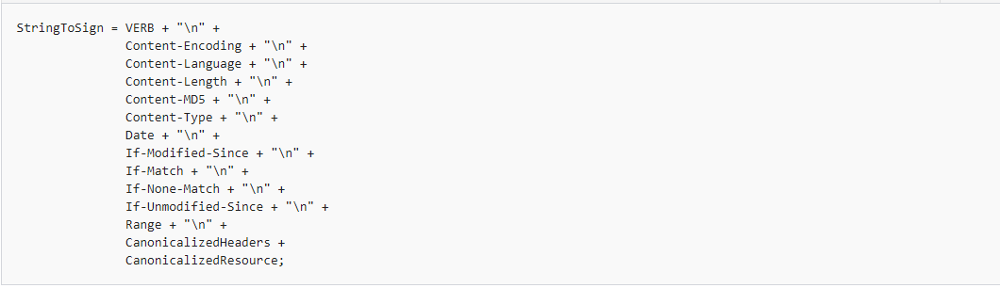 StringToSign = VERB + "\n" +
Content-Encoding + "\n" +
Content-Language + "\n" +
Content-Length + "\n" +
Content-MD5 + "\n" +
Content-Type + "\n" +
Date + "\n" +
If-Modified-Since + "\n" +
If-Match + "\n" +
If-None-Match + "\n" +
If-Unmodified-Since + "\n" +
Range + "\n" +
CanonicalizedHeaders +
CanonicalizedResource;